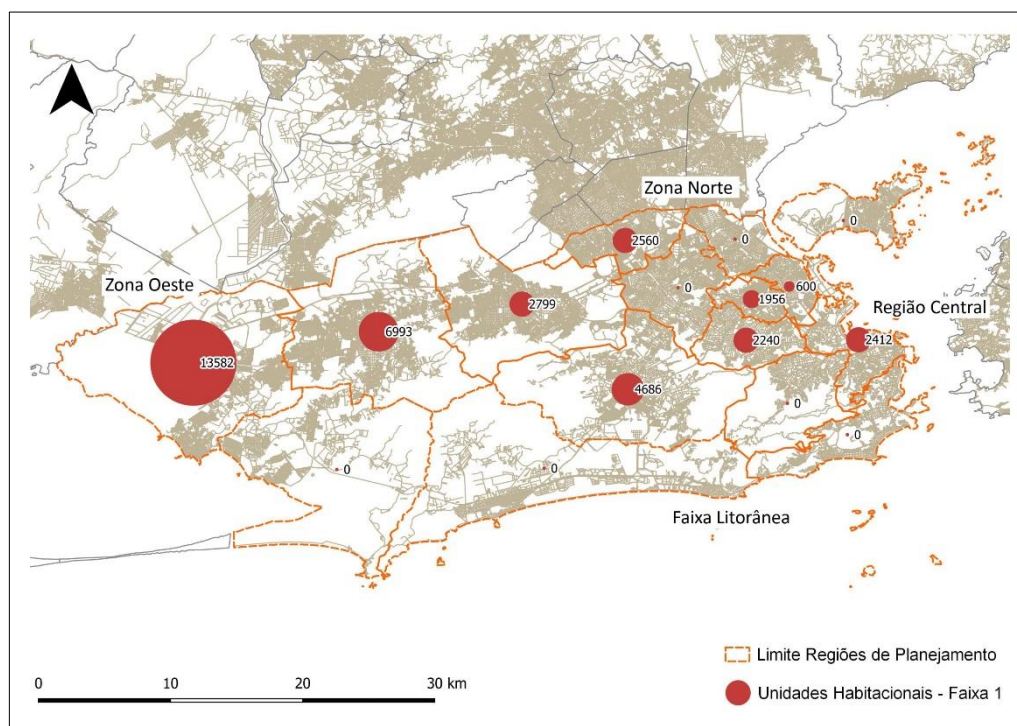 Zona Norte
0
2560
0
Zona Oeste
600
0
2799
1956
Região Central
6993
2240
2412
13582
4686
0
0
0
0
Faixa Litorânea
Limite Regiões de Planejamento
0 10 20 30 km
Unidades Habitacionais - Faixa 1